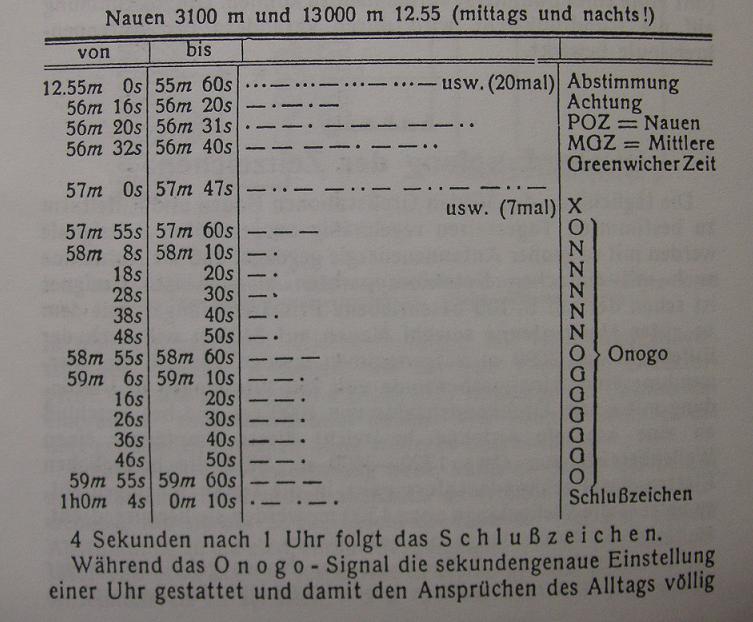 Nauen 3100 m und 13000 m 12.55 (mittags und nachts!)
von bis
12.55m 0s 55m 60s ···—···—···—···— usw. (20mal) Abstimmung
56m 16s 56m 20s —·—·— Achtung
56m 20s 56m 31s ·——· ——— ——·· POZ = Nauen
56m 32s 56m 40s —— ——· ——·· MGZ = Mittlere
Greenwicher Zeit
57m 0s 57m 47s —··— —··— —··— —··—
usw. (7mal) X
57m 55s 57m 60s — — — O
58m 8s 58m 10s — · N
18s 20s — · N
28s 30s — · N
38s 40s — · N
48s 50s — · N
58m 55s 58m 60s — — — O Onogo
59m 6s 59m 10s — — · G
16s 20s — — · G
26s 30s — — · G
36s 40s — — · G
46s 50s — — · G
59m 55s 59m 60s — — — O
1h0m 4s 0m 10s ·—·—· Schlußzeichen
4 Sekunden nach 1 Uhr folgt das Schlußzeichen.
Während das Onogo-Signal die sekundengenaue Einstellung
einer Uhr gestattet und damit den Ansprüchen des Alltags völlig